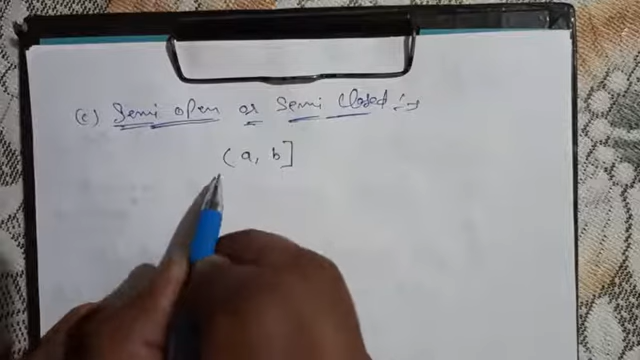 (c) Semi open or Semi closed :-
(a, b]